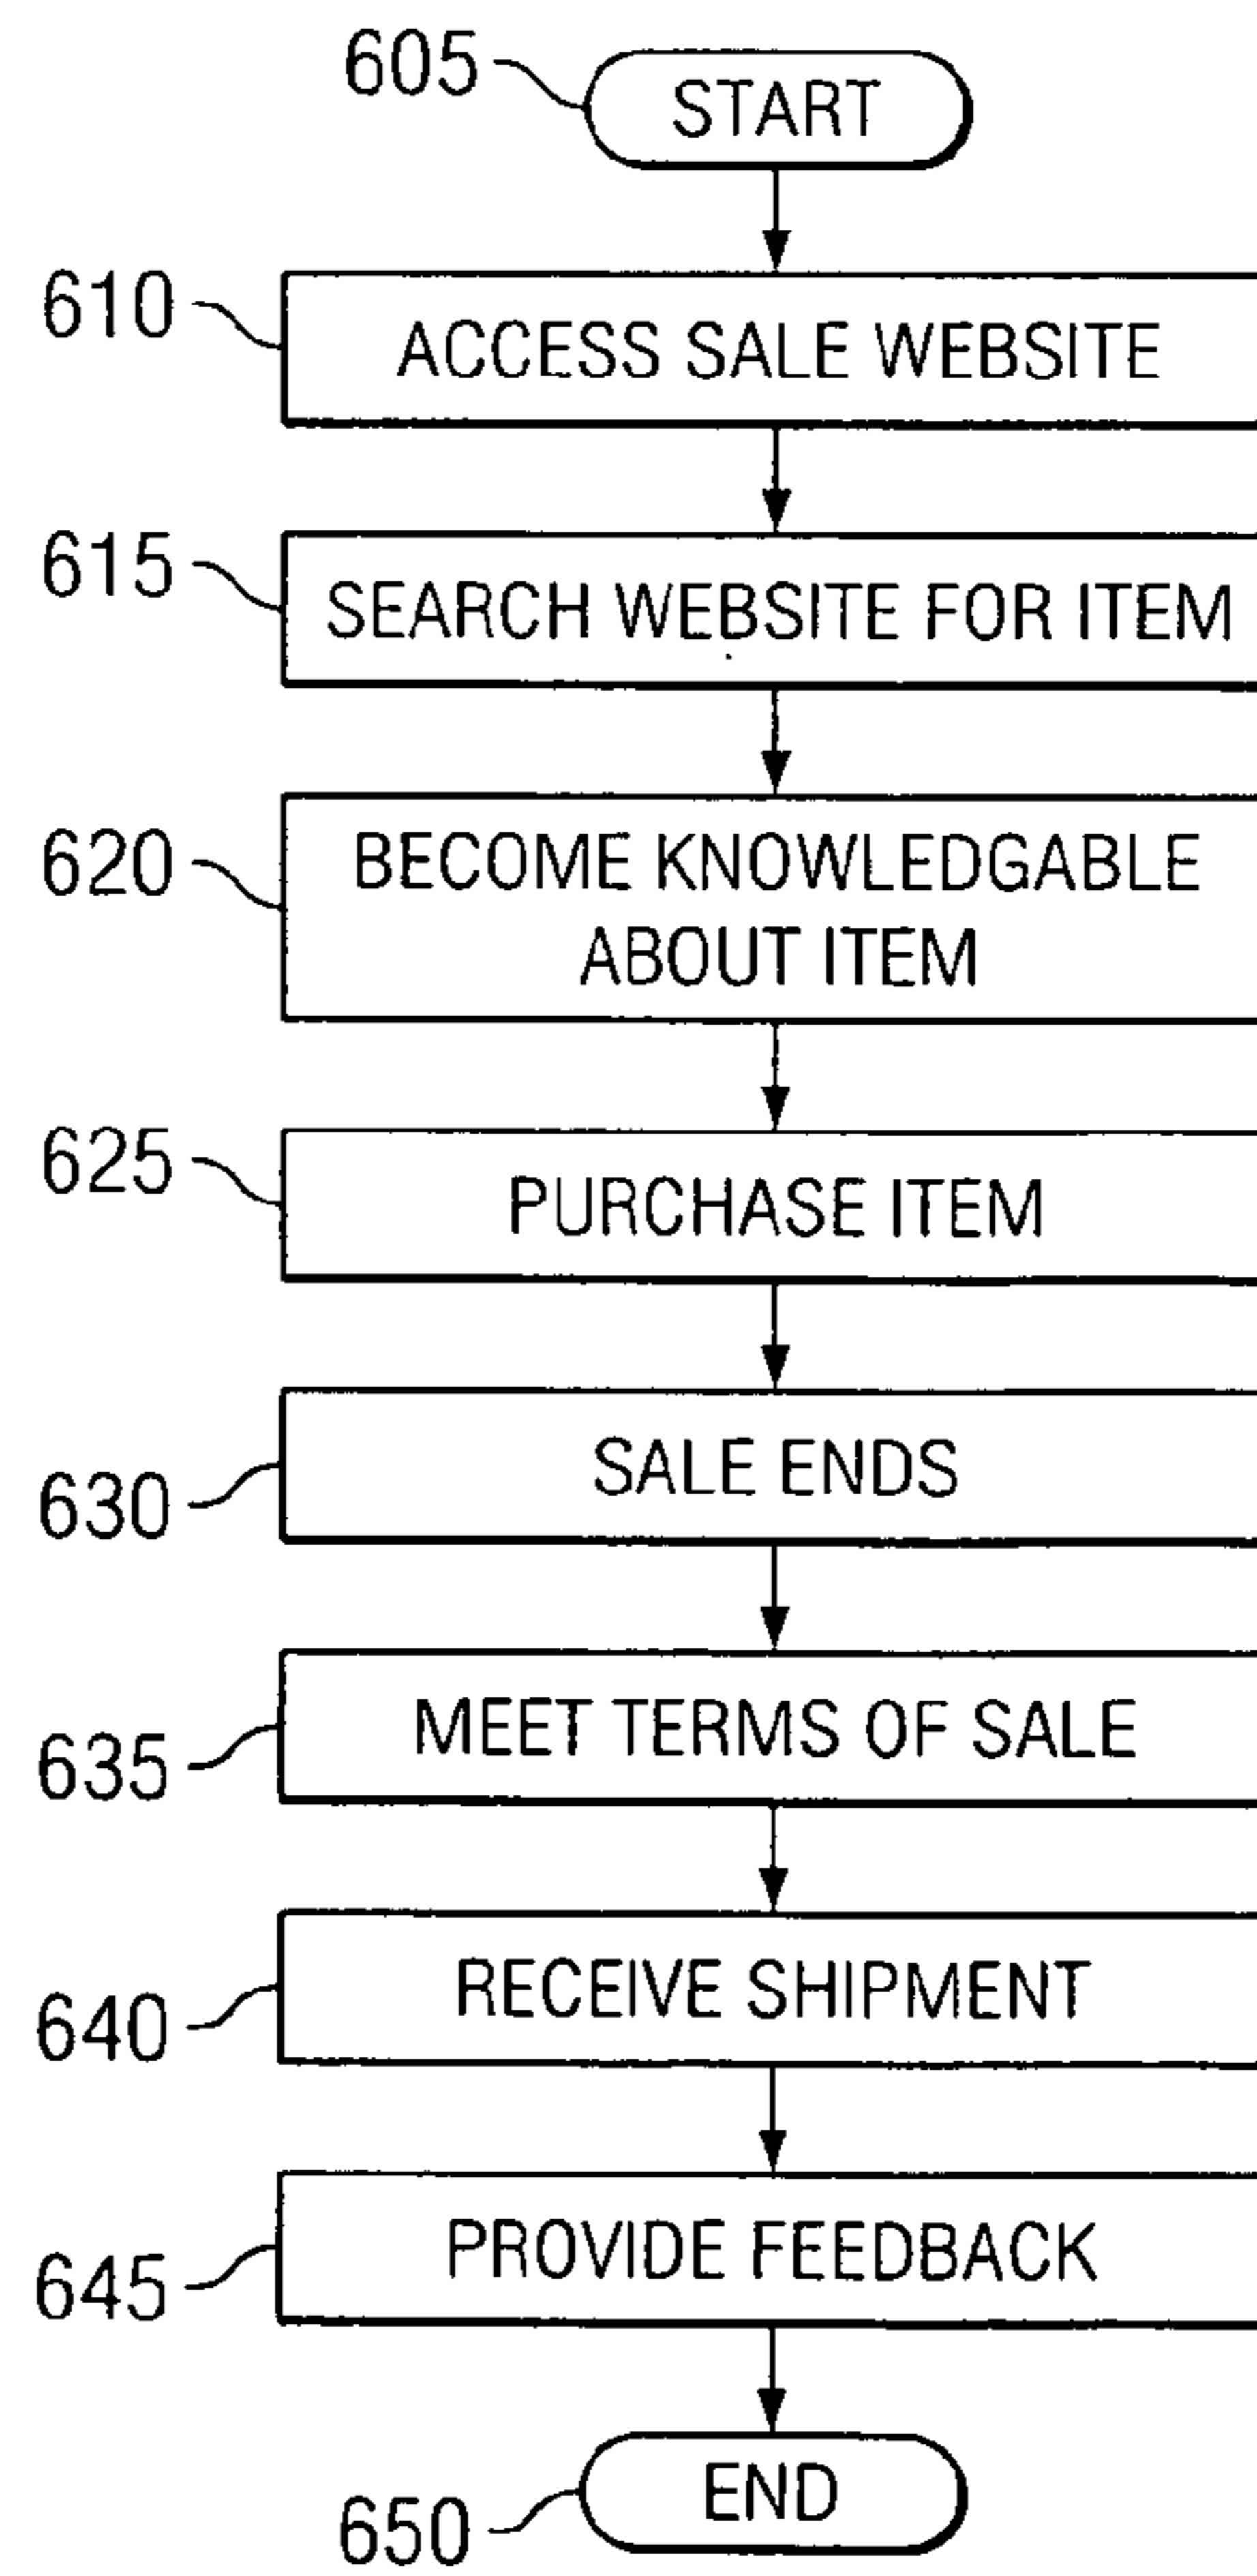 605
START
610
ACCESS SALE WEBSITE
615
SEARCH WEBSITE FOR ITEM
620
BECOME KNOWLEDGABLE
ABOUT ITEM
625
PURCHASE ITEM
630
SALE ENDS
635
MEET TERMS OF SALE
640
RECEIVE SHIPMENT
645
PROVIDE FEEDBACK
650
END